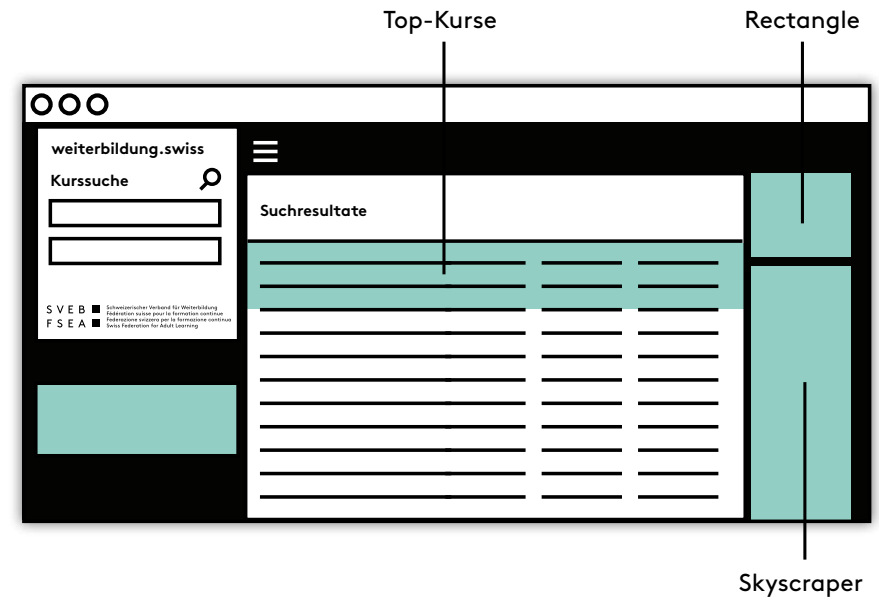 Top-Kurse
Rectangle
weiterbildung.swiss
Kurssuche
Suchresultate
SVEB
FSEA
Schweizerischer Verband für Weiterbildung
Fédération suisse pour la formation continue
Federazione svizzera per la formazione continua
Swiss Federation for Adult Learning
Skyscraper